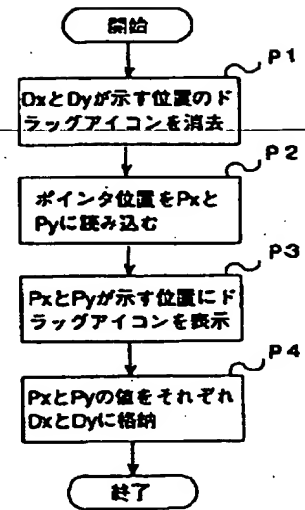 開始
P1
DxとDyが示す位置のド
ラッグアイコンを消去
P2
ポインタ位置をPxと
Pyに読み込む
P3
PxとPyが示す位置にド
ラッグアイコンを表示
P4
PxとPyの値をそれぞれ
DxとDyに格納
終了